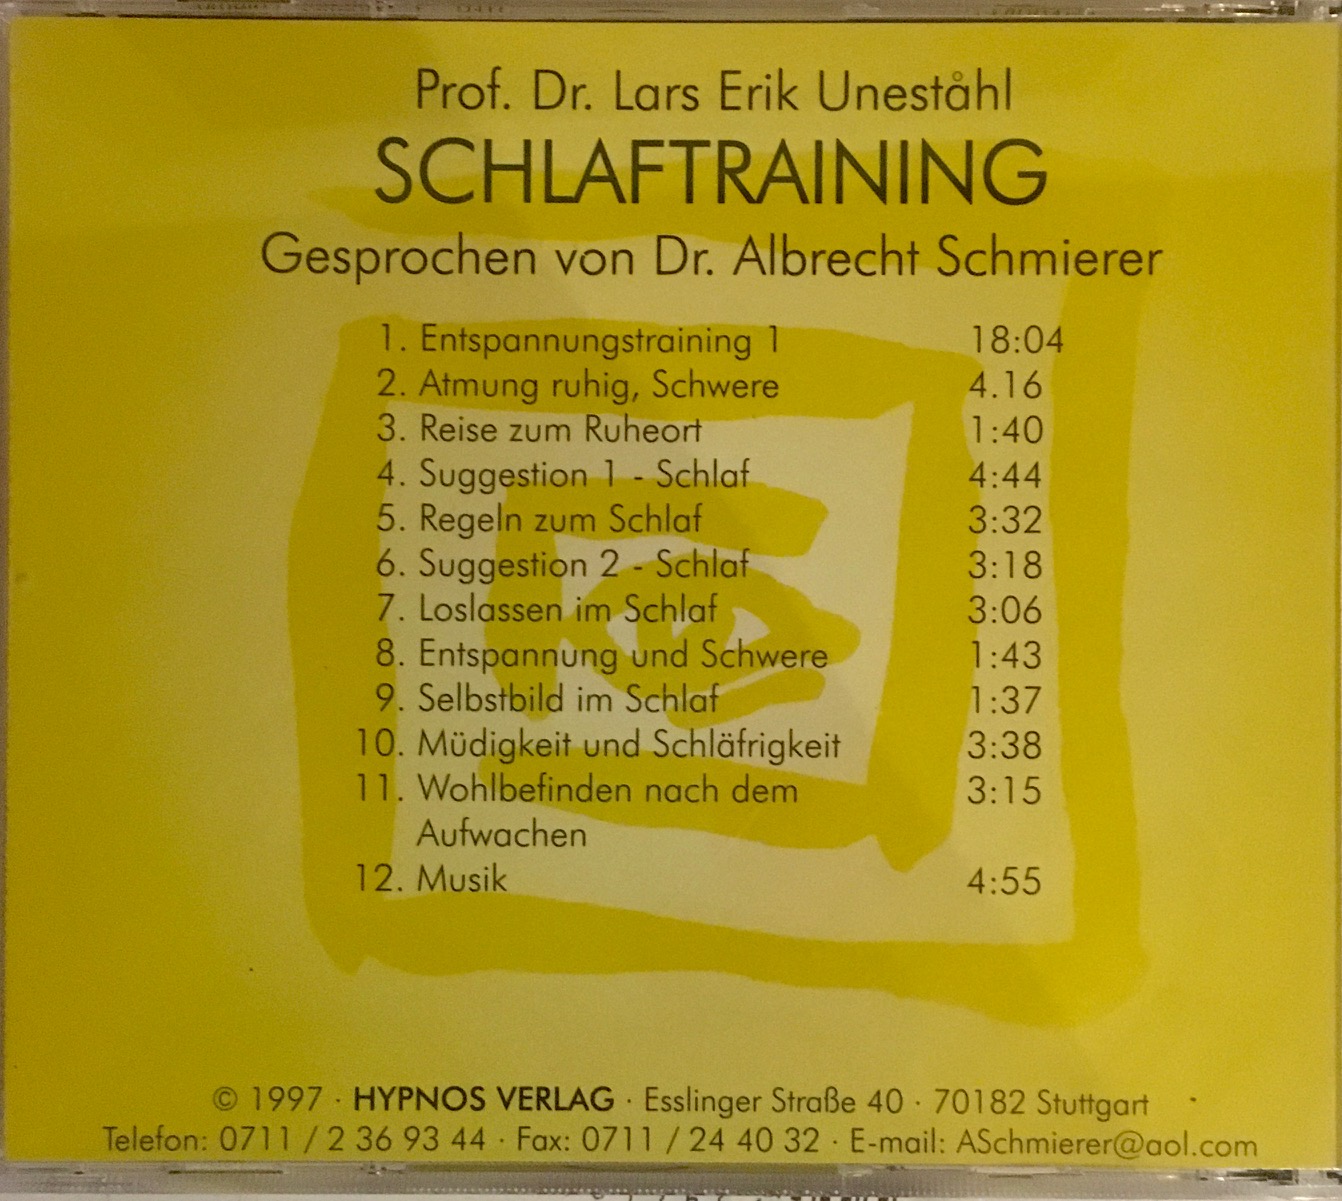 Prof. Dr. Lars Erik Uneståhl
SCHLAFTRAINING
Gesprochen von Dr. Albrecht Schmierer
1. Entspannungstraining 1 18:04
2. Atmung ruhig, Schwere 4.16
3. Reise zum Ruheort 1:40
4. Suggestion 1 - Schlaf 4:44
5. Regeln zum Schlaf 3:32
6. Suggestion 2 - Schlaf 3:18
7. Loslassen im Schlaf 3:06
8. Entspannung und Schwere 1:43
9. Selbstbild im Schlaf 1:37
10. Müdigkeit und Schläfrigkeit 3:38
11. Wohlbefinden nach dem 3:15
Aufwachen
12. Musik 4:55
© 1997 · HYPNOS VERLAG · Esslinger Straße 40 · 70182 Stuttgart
Telefon: 0711 / 2 36 93 44 · Fax: 0711 / 24 40 32 · E-mail: ASchmierer@aol.com